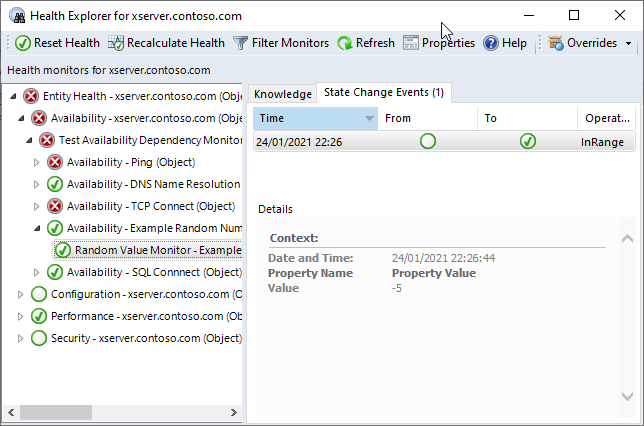 Health Explorer for xserver.contoso.com
Reset Health Recalculate Health Filter Monitors Refresh Properties Help Overrides
Health monitors for xserver.contoso.com
Entity Health - xserver.contoso.com (Objec
Availability - xserver.contoso.com (Objec
Test Availability Dependency Monitor
Availability - Ping (Object)
Availability - DNS Name Resolution
Availability - TCP Connect (Object)
Availability - Example Random Num
Random Value Monitor - Example
Availability - SQL Connnect (Object)
Configuration - xserver.contoso.com (Obj
Performance - xserver.contoso.com (Ob
Security - xserver.contoso.com (Object)
Knowledge State Change Events (1)
Time From To Operat...
24/01/2021 22:26 InRange
Details
Context:
Date and Time: 24/01/2021 22:26:44
Property Name Property Value
Value -5